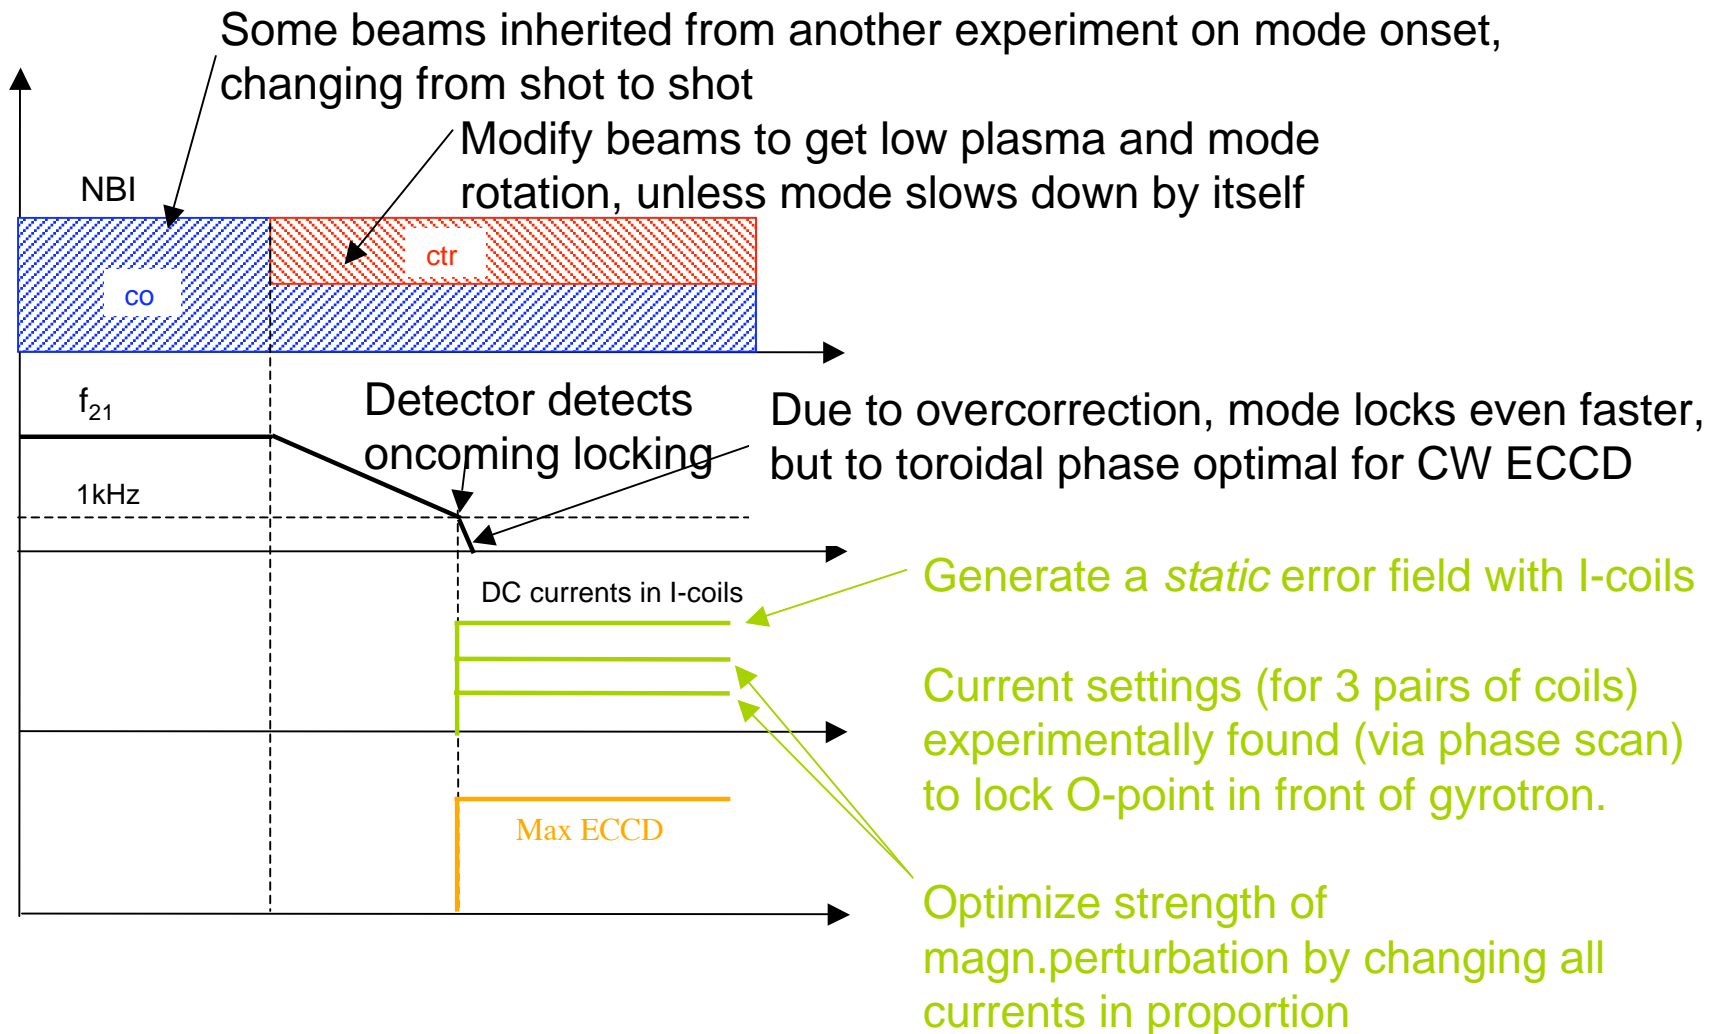 Some beams inherited from another experiment on mode onset,
changing from shot to shot
Modify beams to get low plasma and mode
rotation, unless mode slows down by itself
NBI
ctr
co
f₂₁
Detector detects
oncoming locking
Due to overcorrection, mode locks even faster,
but to toroidal phase optimal for CW ECCD
1kHz
DC currents in I-coils
Generate a static error field with I-coils
Current settings (for 3 pairs of coils)
experimentally found (via phase scan)
to lock O-point in front of gyrotron.
Max ECCD
Optimize strength of
magn.perturbation by changing all
currents in proportion